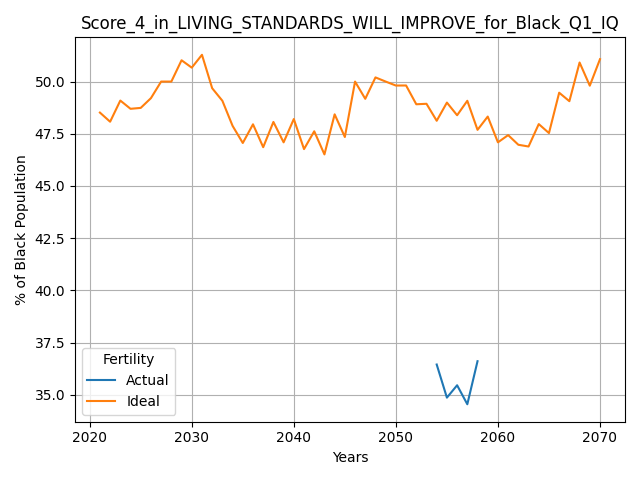 Score_4_in_LIVING_STANDARDS_WILL_IMPROVE_for_Black_Q1_IQ
% of Black Population
50.0
47.5
45.0
42.5
40.0
37.5
35.0
Fertility
Actual
Ideal
2020 2030 2040 2050 2060 2070
Years